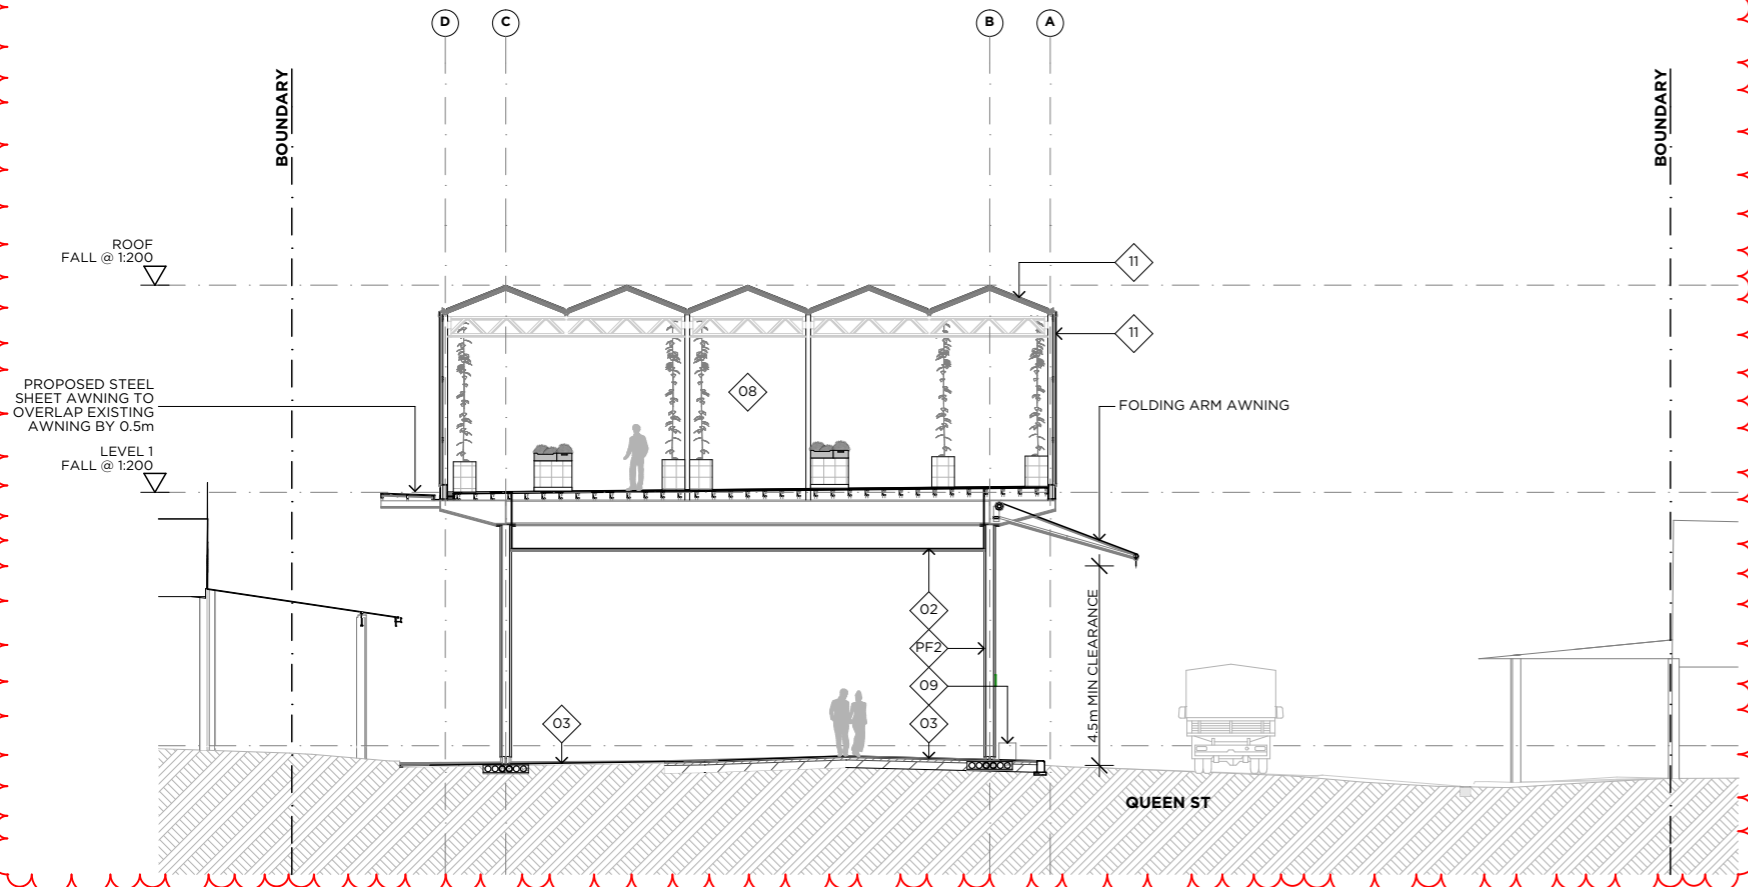 D
C
B
A
BOUNDARY
BOUNDARY
ROOF
FALL @ 1:200
11
11
PROPOSED STEEL
SHEET AWNING TO
OVERLAP EXISTING
AWNING BY 0.5m
08
FOLDING ARM AWNING
LEVEL 1
FALL @ 1:200
02
PF2
09
03
03
4.5m MIN CLEARANCE
QUEEN ST